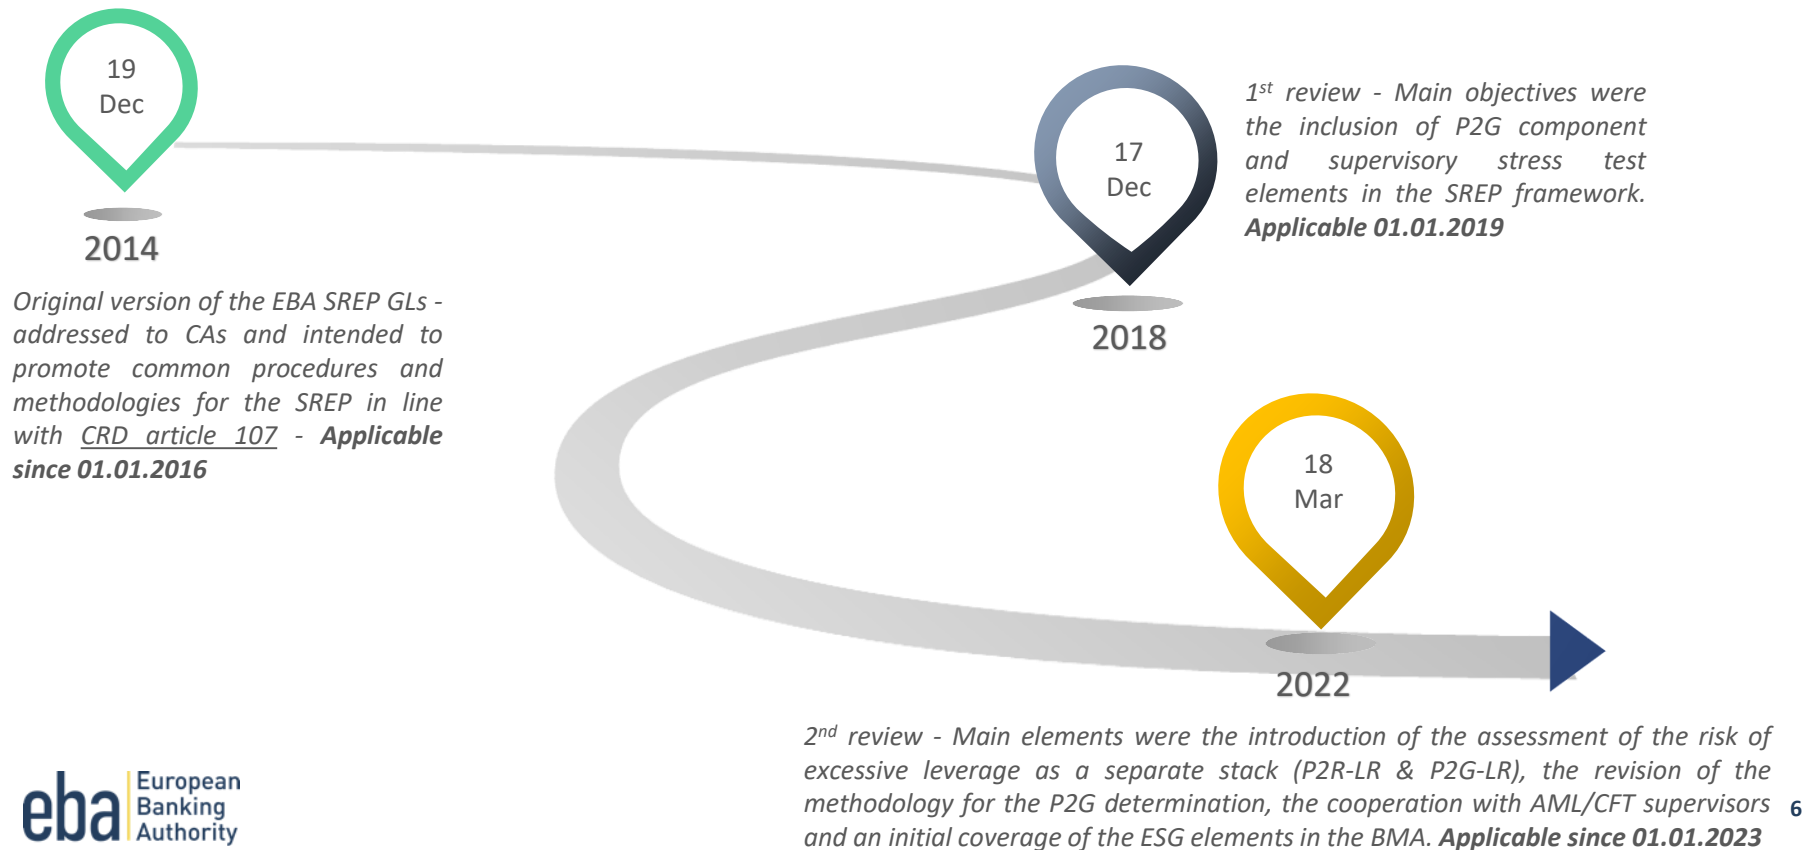 19
Dec
2014
Original version of the EBA SREP GLs -
addressed to CAs and intended to
promote common procedures and
methodologies for the SREP in line
with CRD article 107 - Applicable
since 01.01.2016
17
Dec
2018
1st review - Main objectives were
the inclusion of P2G component
and supervisory stress test
elements in the SREP framework.
Applicable 01.01.2019
18
Mar
2022
2nd review - Main elements were the introduction of the assessment of the risk of
excessive leverage as a separate stack (P2R-LR & P2G-LR), the revision of the
methodology for the P2G determination, the cooperation with AML/CFT supervisors
and an initial coverage of the ESG elements in the BMA. Applicable since 01.01.2023
eba European
Banking
Authority
6